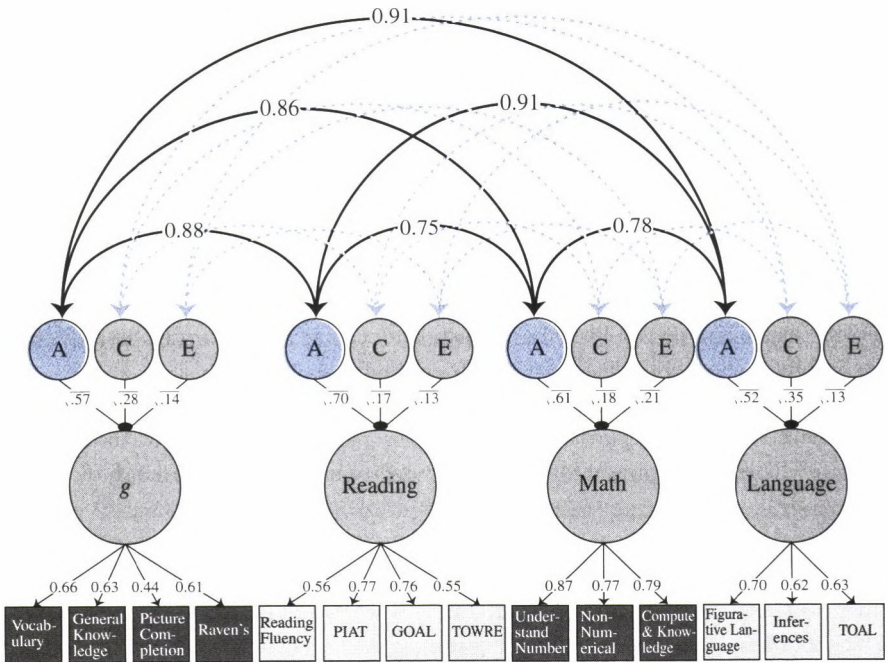 0.91
0.86 0.91
0.88 0.75 0.78
A C E A C E A C E A C E
√.57 √.28 √.14 √.70 √.17 √.13 √.61 √.18 √.21 √.52 √.35 √.13
g Reading Math Language
0.66 0.63 0.44 0.61 0.56 0.77 0.76 0.55 0.87 0.77 0.79 0.70 0.62 0.63
Vocab-
ulary
General
Know-
ledge
Picture
Com-
pletion
Raven's
Reading
Fluency
PIAT
GOAL
TOWRE
Under-
stand
Number
Non-
Num-
erical
Compute
& Know-
ledge
Figura-
tive Lan-
guage
Infer-
ences
TOAL